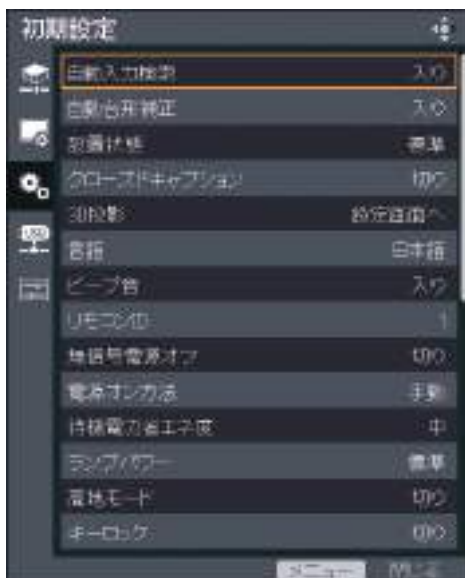 初期設定
自動入力検索 入り
自動台形補正 入り
設置状態 標準
クローズドキャプション 切り
3D投影 設定画面へ
言語 日本語
ビープ音 入り
リモコンID 1
無信号電源オフ 切り
電源オン方法 手動
待機電力省エネ度 中
ランプパワー 標準
高地モード 切り
キーロック 切り
メニュー 閉じる